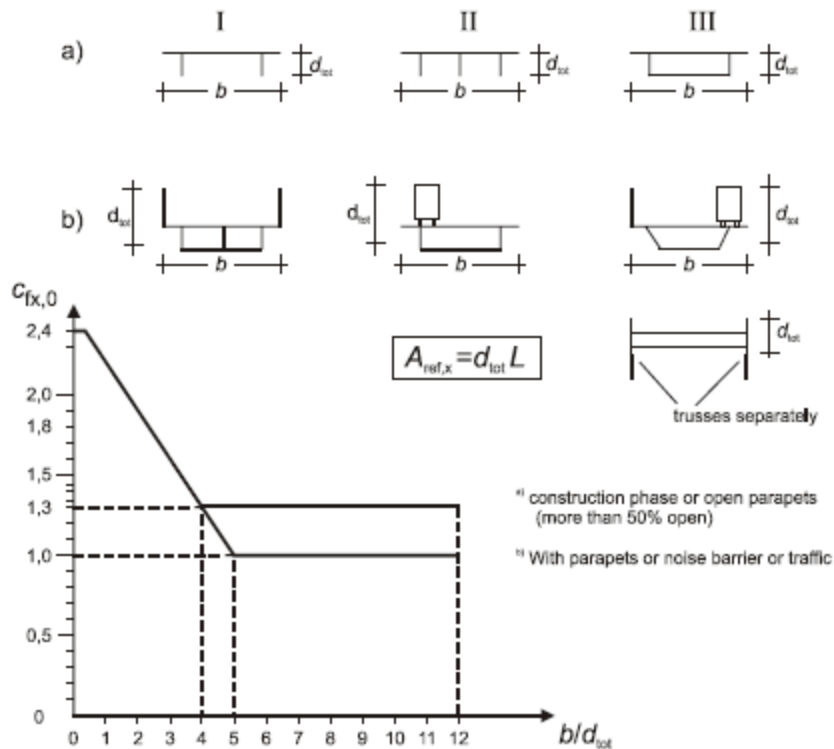 I II III
a)
d_tot d_tot d_tot
b b b
b)
d_tot d_tot d_tot
b b b
c_fx,0
2,4
2,0
1,8
1,5
1,3
1,0
0,5
0
A_ref,x = d_tot L
d_tot
trusses separately
a) construction phase or open parapets
(more than 50% open)
b) With parapets or noise barrier or traffic
0 1 2 3 4 5 6 7 8 9 10 11 12
b/d_tot